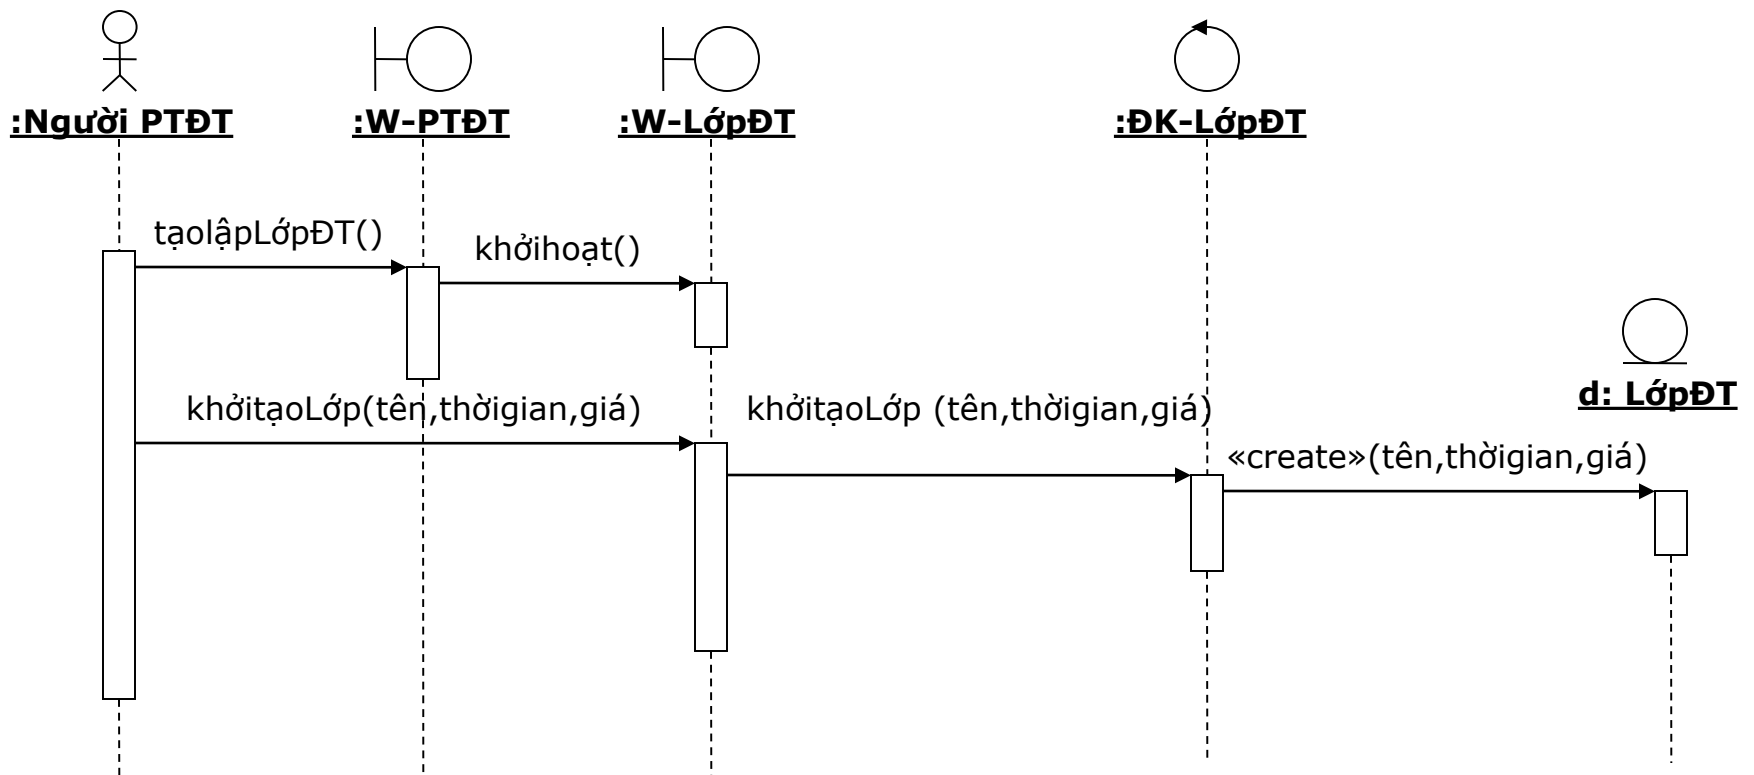 :Người PTĐT
:W-PTĐT
:W-LớpĐT
:ĐK-LớpĐT
tạolậpLớpĐT()
khởihoạt()
d: LớpĐT
khởitạoLớp(tên,thờigian,giá)
khởitạoLớp (tên,thờigian,giá)
«create»(tên,thờigian,giá)